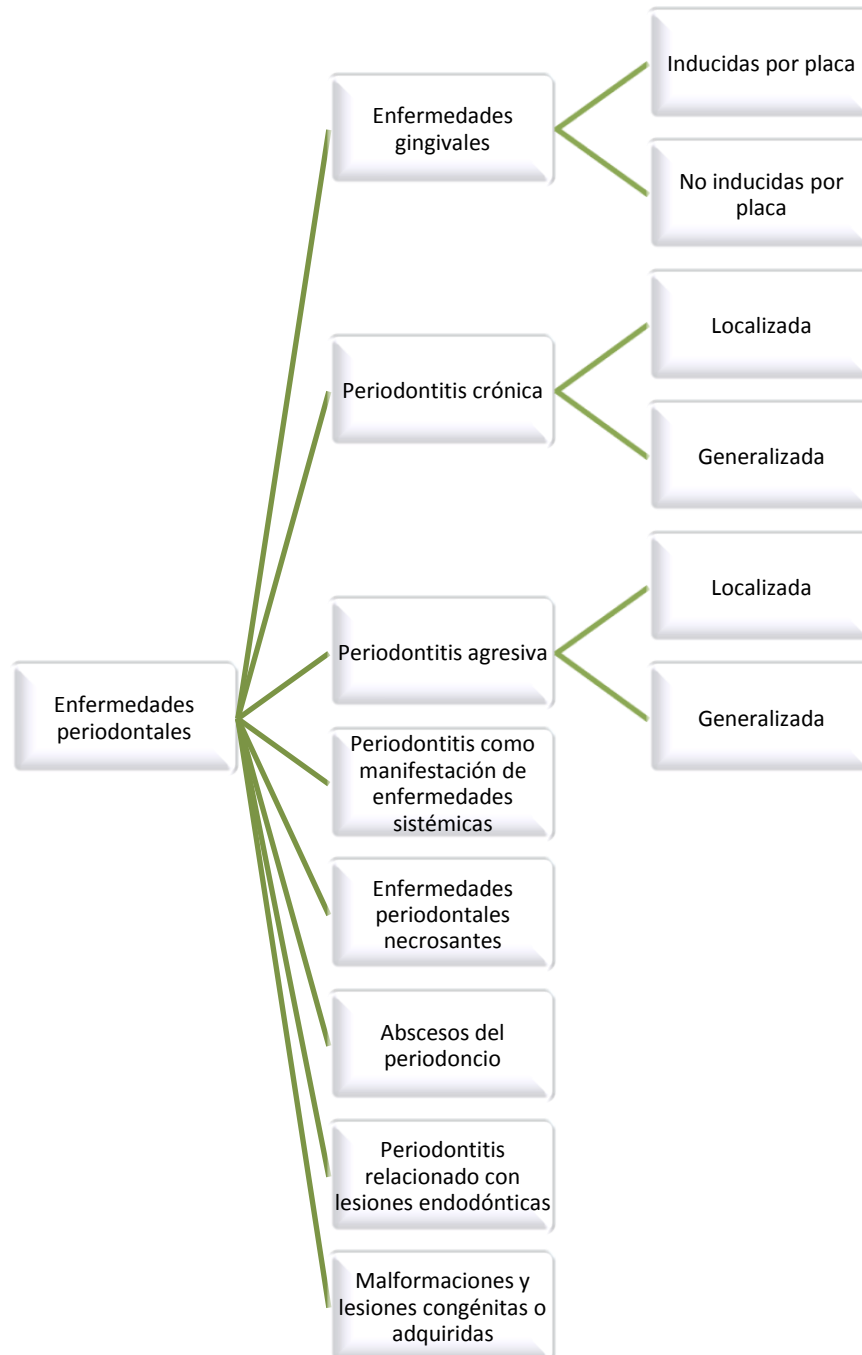 Enfermedades
periodontales
Enfermedades
gingivales
Inducidas por placa
No inducidas por
placa
Periodontitis crónica
Localizada
Generalizada
Periodontitis agresiva
Localizada
Generalizada
Periodontitis como
manifestación de
enfermedades
sistémicas
Enfermedades
periodontales
necrosantes
Abscesos del
periodoncio
Periodontitis
relacionado con
lesiones endodónticas
Malformaciones y
lesiones congénitas o
adquiridas